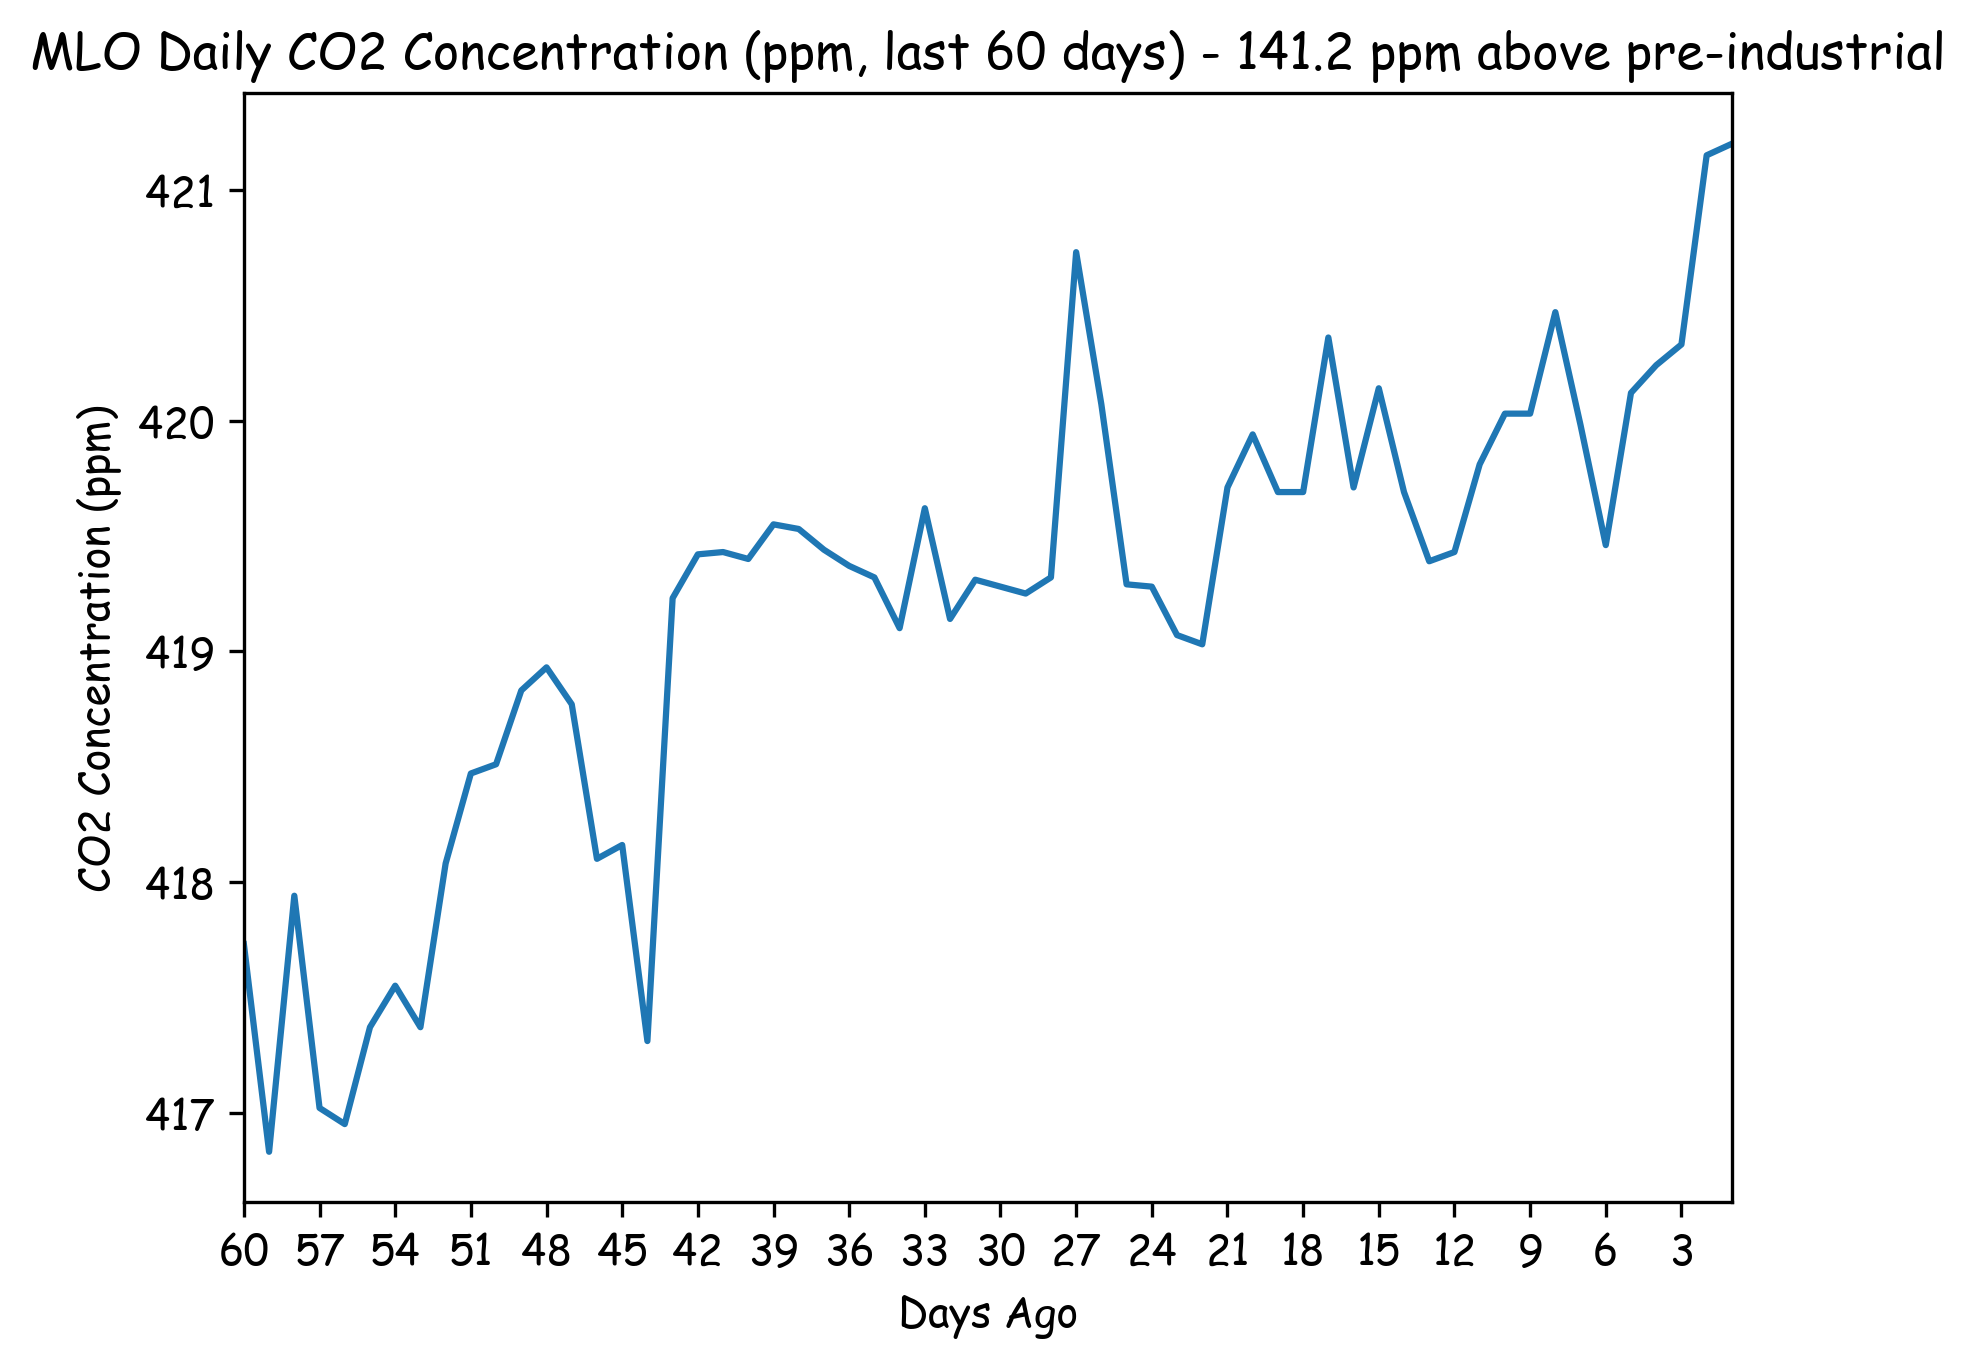 MLO Daily CO2 Concentration (ppm, last 60 days) - 141.2 ppm above pre-industrial
421
420
419
418
417
CO2 Concentration (ppm)
60 57 54 51 48 45 42 39 36 33 30 27 24 21 18 15 12 9 6 3
Days Ago